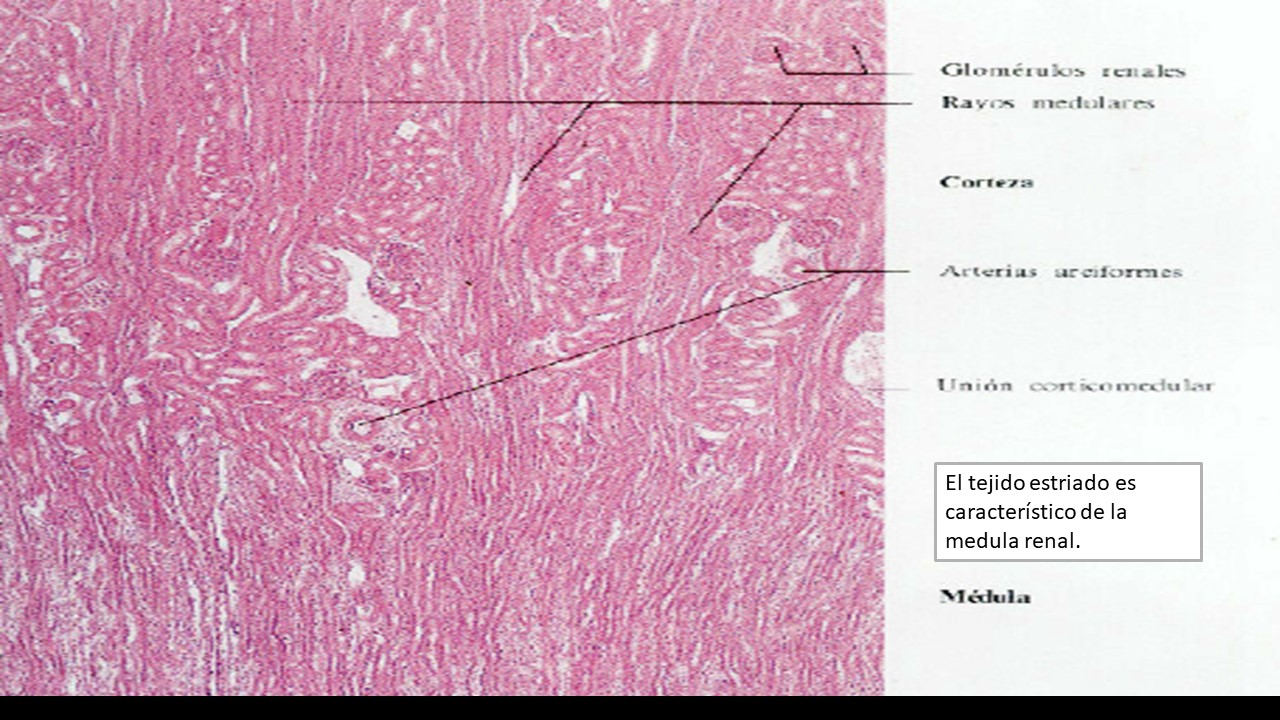 Glomérulos renales
Rayos medulares
Corteza
Arterias arciformes
Unión corticomedular
El tejido estriado es
característico de la
medula renal.
Médula